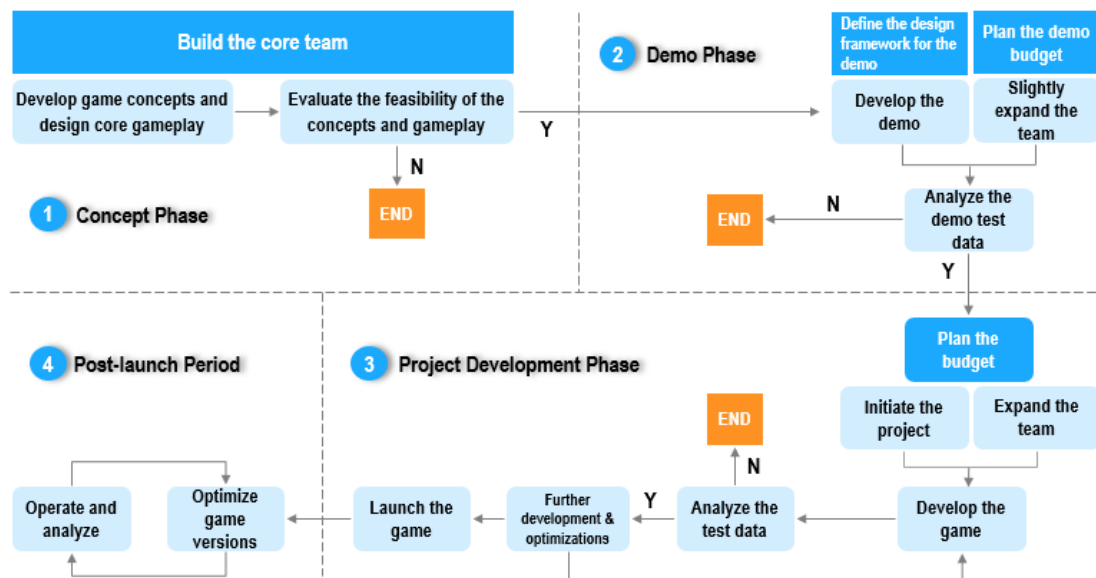 Build the core team
Develop game concepts and
design core gameplay
Evaluate the feasibility of the
concepts and gameplay
Y
N
END
1 Concept Phase
2 Demo Phase
Define the design
framework for the
demo
Plan the demo
budget
Develop the
demo
Slightly
expand the
team
Analyze the
demo test
data
N
END
Y
3 Project Development Phase
Plan the
budget
Initiate the
project
Expand the
team
Develop the
game
Analyze the
test data
N
END
Y
Further
development &
optimizations
Launch the
game
4 Post-launch Period
Optimize
game
versions
Operate and
analyze